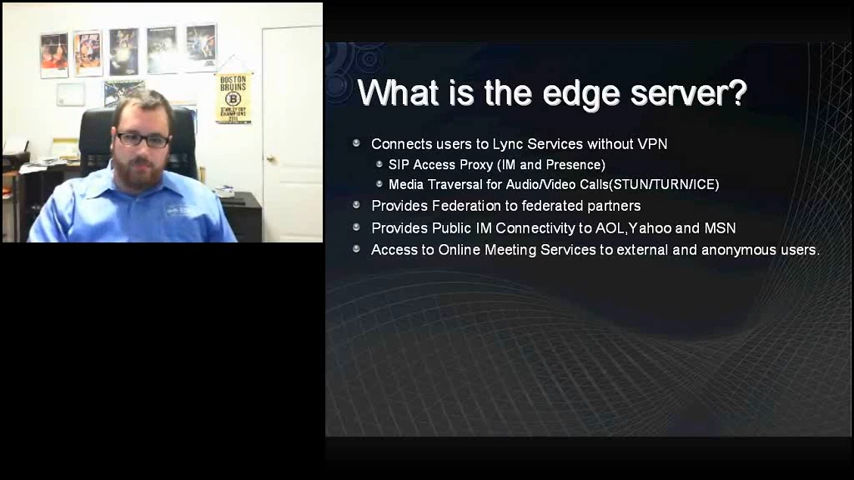 BOSTON
BRUINS
B
What is the edge server?
Connects users to Lync Services without VPN
SIP Access Proxy (IM and Presence)
Media Traversal for Audio/Video Calls(STUN/TURN/ICE)
Provides Federation to federated partners
Provides Public IM Connectivity to AOL,Yahoo and MSN
Access to Online Meeting Services to external and anonymous users.